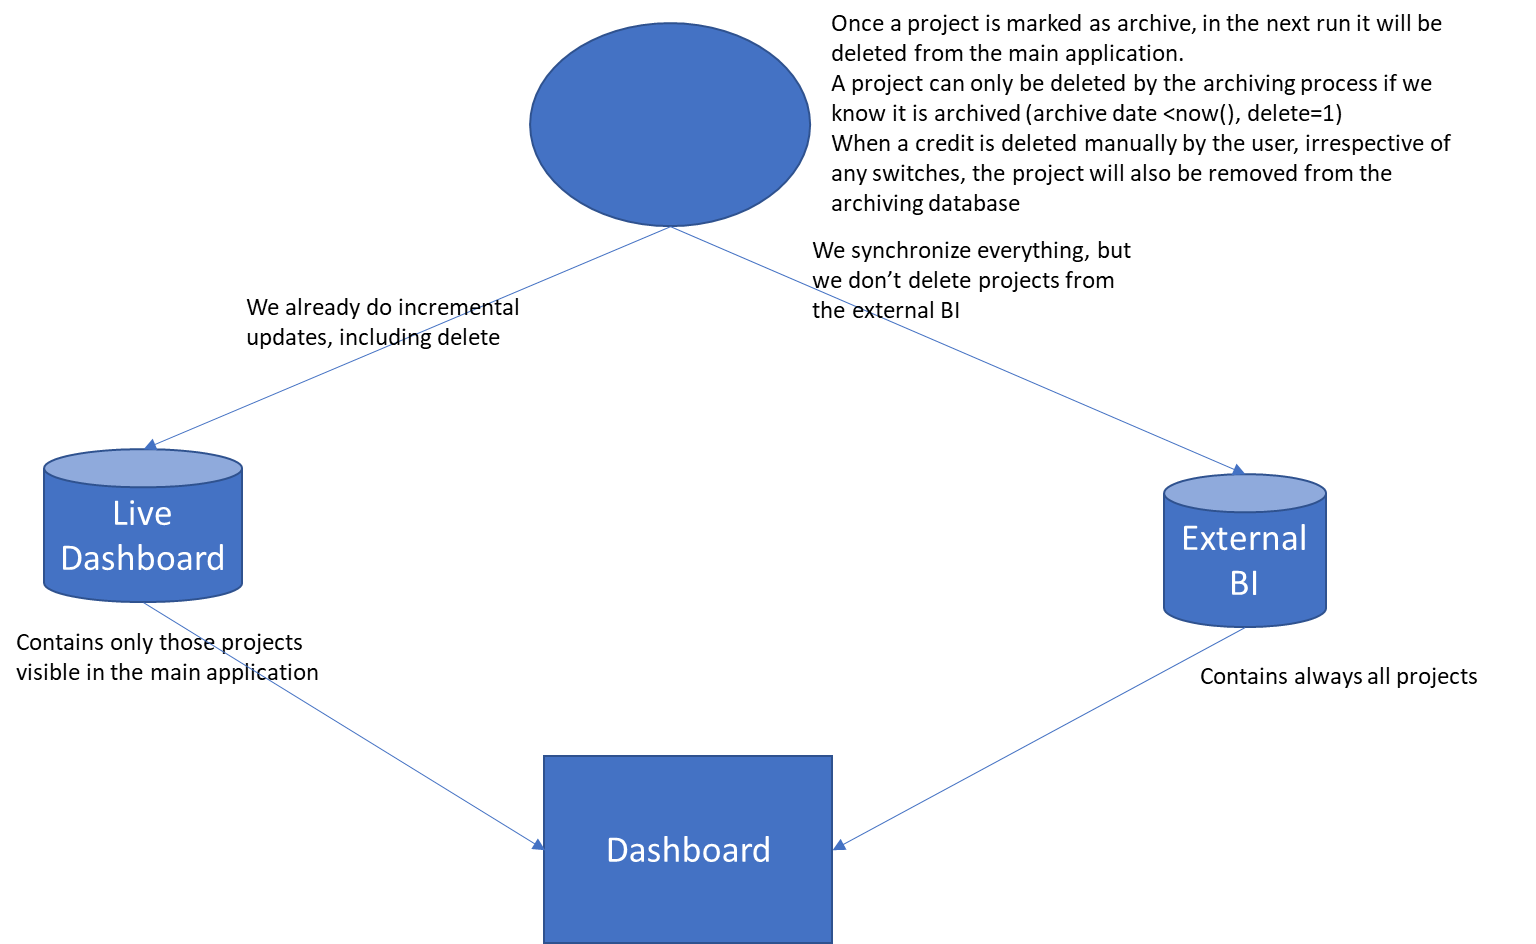 Once a project is marked as archive, in the next run it will be
deleted from the main application.
A project can only be deleted by the archiving process if we
know it is archived (archive date <now(), delete=1)
When a credit is deleted manually by the user, irrespective of
any switches, the project will also be removed from the
archiving database
We synchronize everything, but
we don’t delete projects from
the external BI
We already do incremental
updates, including delete
Live
Dashboard
External
BI
Contains only those projects
visible in the main application
Contains always all projects
Dashboard